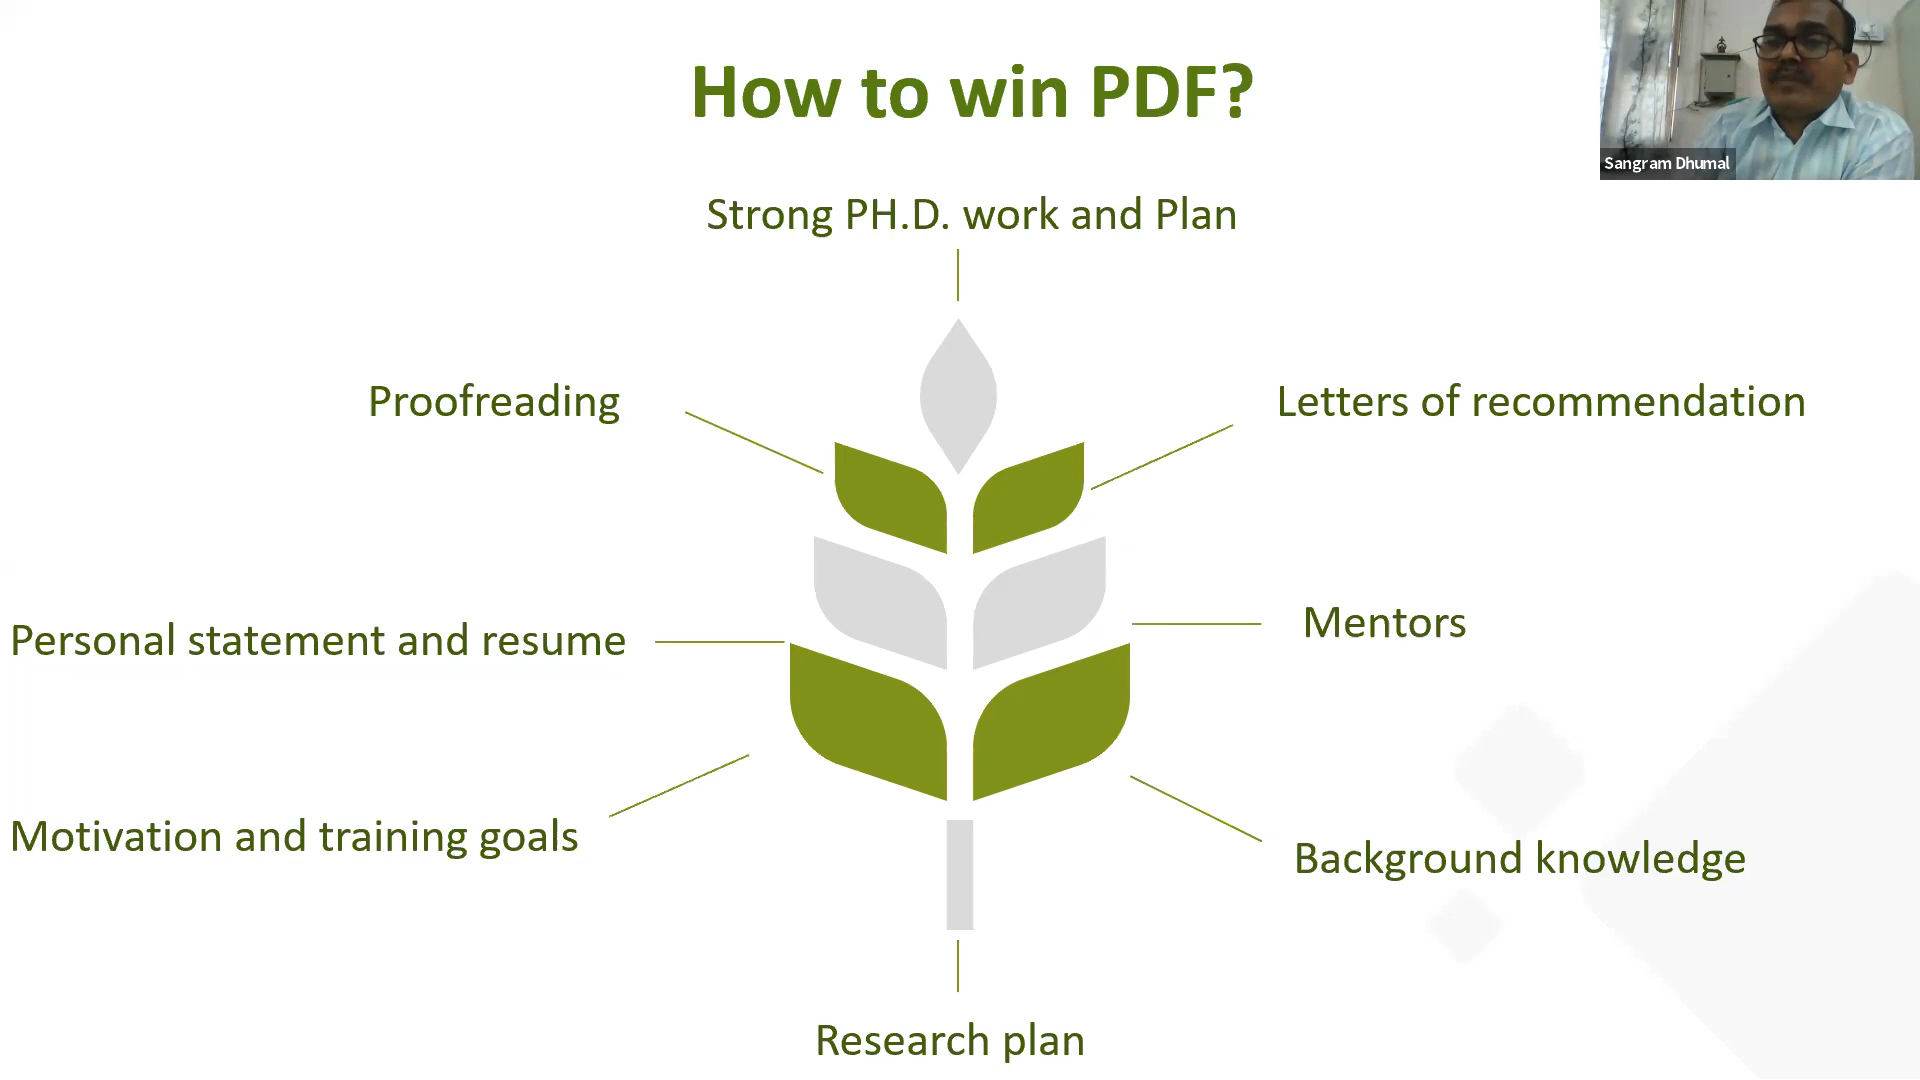 How to win PDF?
Sangram Dhumal
Strong PH.D. work and Plan
Proofreading
Letters of recommendation
Personal statement and resume
Mentors
Motivation and training goals
Background knowledge
Research plan